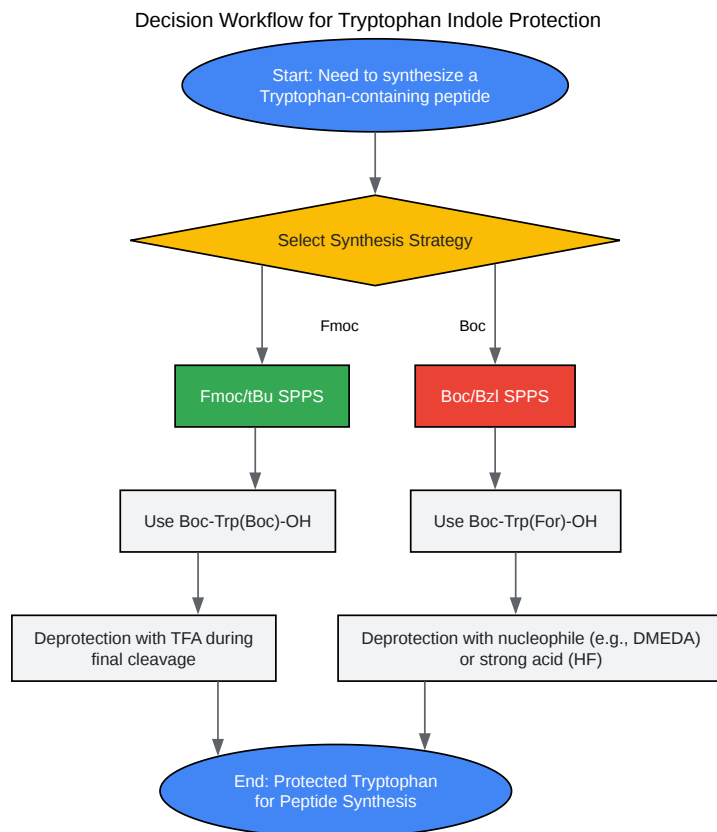 Decision Workflow for Tryptophan Indole Protection
Start: Need to synthesize a
Tryptophan-containing peptide
Select Synthesis Strategy
Fmoc
Boc
Fmoc/tBu SPPS
Boc/Bzl SPPS
Use Boc-Trp(Boc)-OH
Use Boc-Trp(For)-OH
Deprotection with TFA during
final cleavage
Deprotection with nucleophile (e.g., DMEDA)
or strong acid (HF)
End: Protected Tryptophan
for Peptide Synthesis